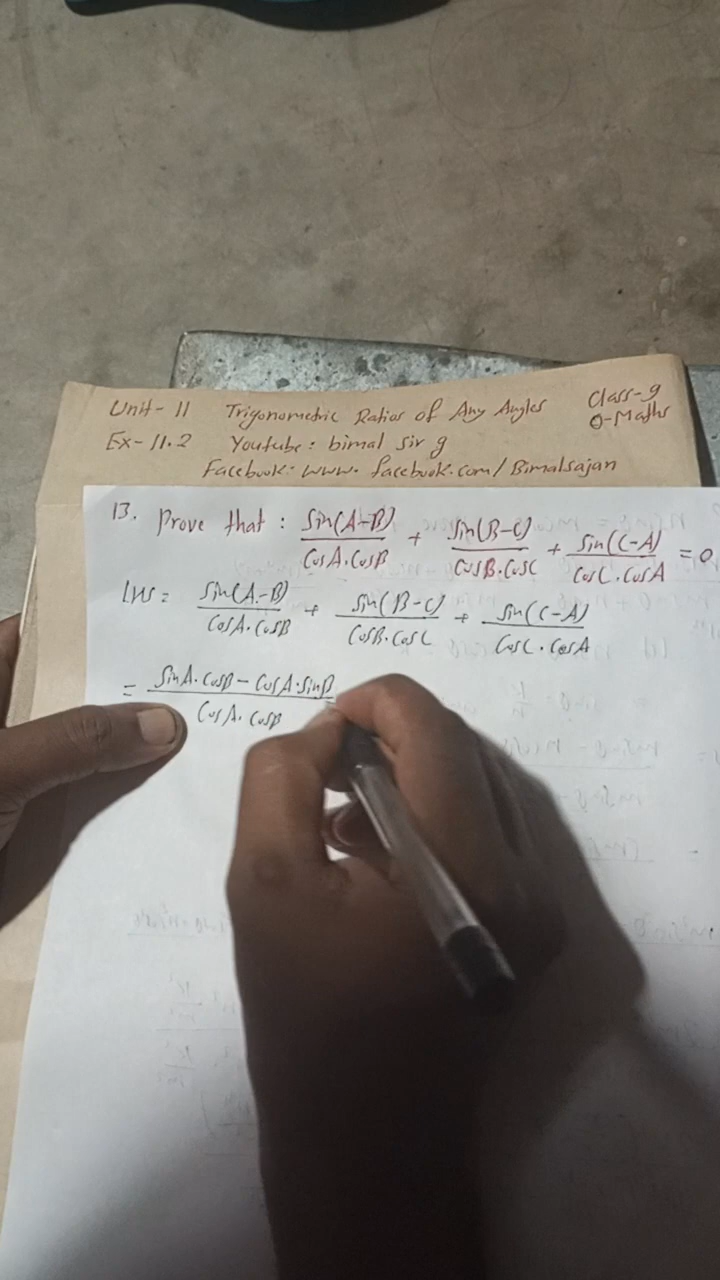 Unit- 11 Trigonometric Ratios of Any Angles Class-9
O-Maths
Ex- 11.2 Youtube: bimal sir g
Facebook: www. facebook.com/Bimalsajan
13. Prove that : Sin(A-B)/CosA.CosB + Sin(B-C)/CosB.CosC + Sin(C-A)/CosC.CosA = 0
LHS = Sin(A-B)/CosA.CosB + Sin(B-C)/CosB.CosC + Sin(C-A)/CosC.CosA
= SinA.CosB - CosA.SinB/CosA.CosB